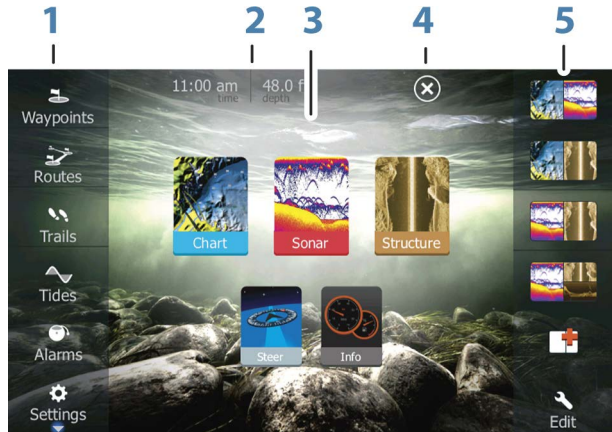 1
2
3
4
5
11:00 am
time
48.0 f
depth
Waypoints
Routes
Trails
Tides
Alarms
Settings
Chart
Sonar
Structure
Steer
Info
Edit